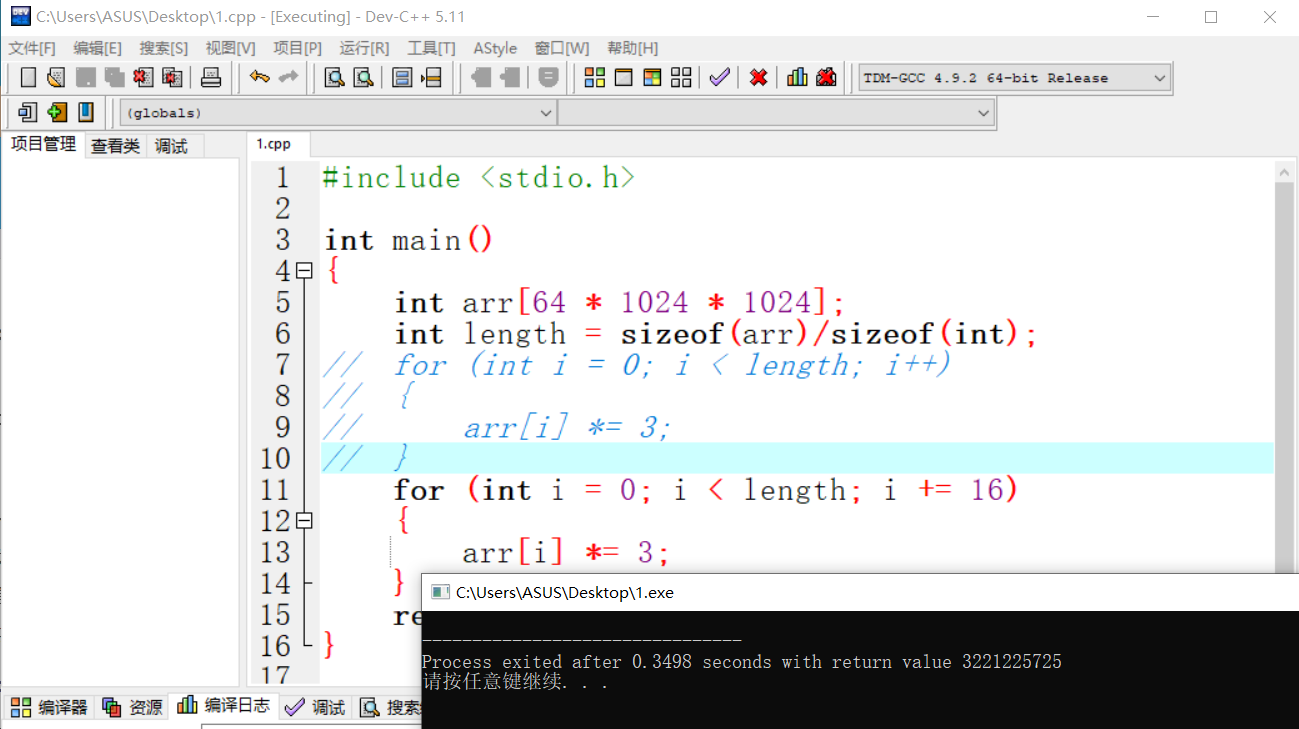 C:\Users\ASUS\Desktop\1.cpp - [Executing] - Dev-C++ 5.11
文件[F] 编辑[E] 搜索[S] 视图[V] 项目[P] 运行[R] 工具[T] AStyle 窗口[W] 帮助[H]
TDM-GCC 4.9.2 64-bit Release
(globals)
项目管理 查看类 调试
1.cpp
1 #include <stdio.h>
2
3 int main()
4 {
5 int arr[64 * 1024 * 1024];
6 int length = sizeof(arr)/sizeof(int);
7 // for (int i = 0; i < length; i++)
8 // {
9 // arr[i] *= 3;
10 // }
11 for (int i = 0; i < length; i += 16)
12 {
13 arr[i] *= 3;
14 }
15 re
16 }
17
C:\Users\ASUS\Desktop\1.exe
--------------------------------
Process exited after 0.3498 seconds with return value 3221225725
请按任意键继续. . .
编译器 资源 编译日志 调试 搜索